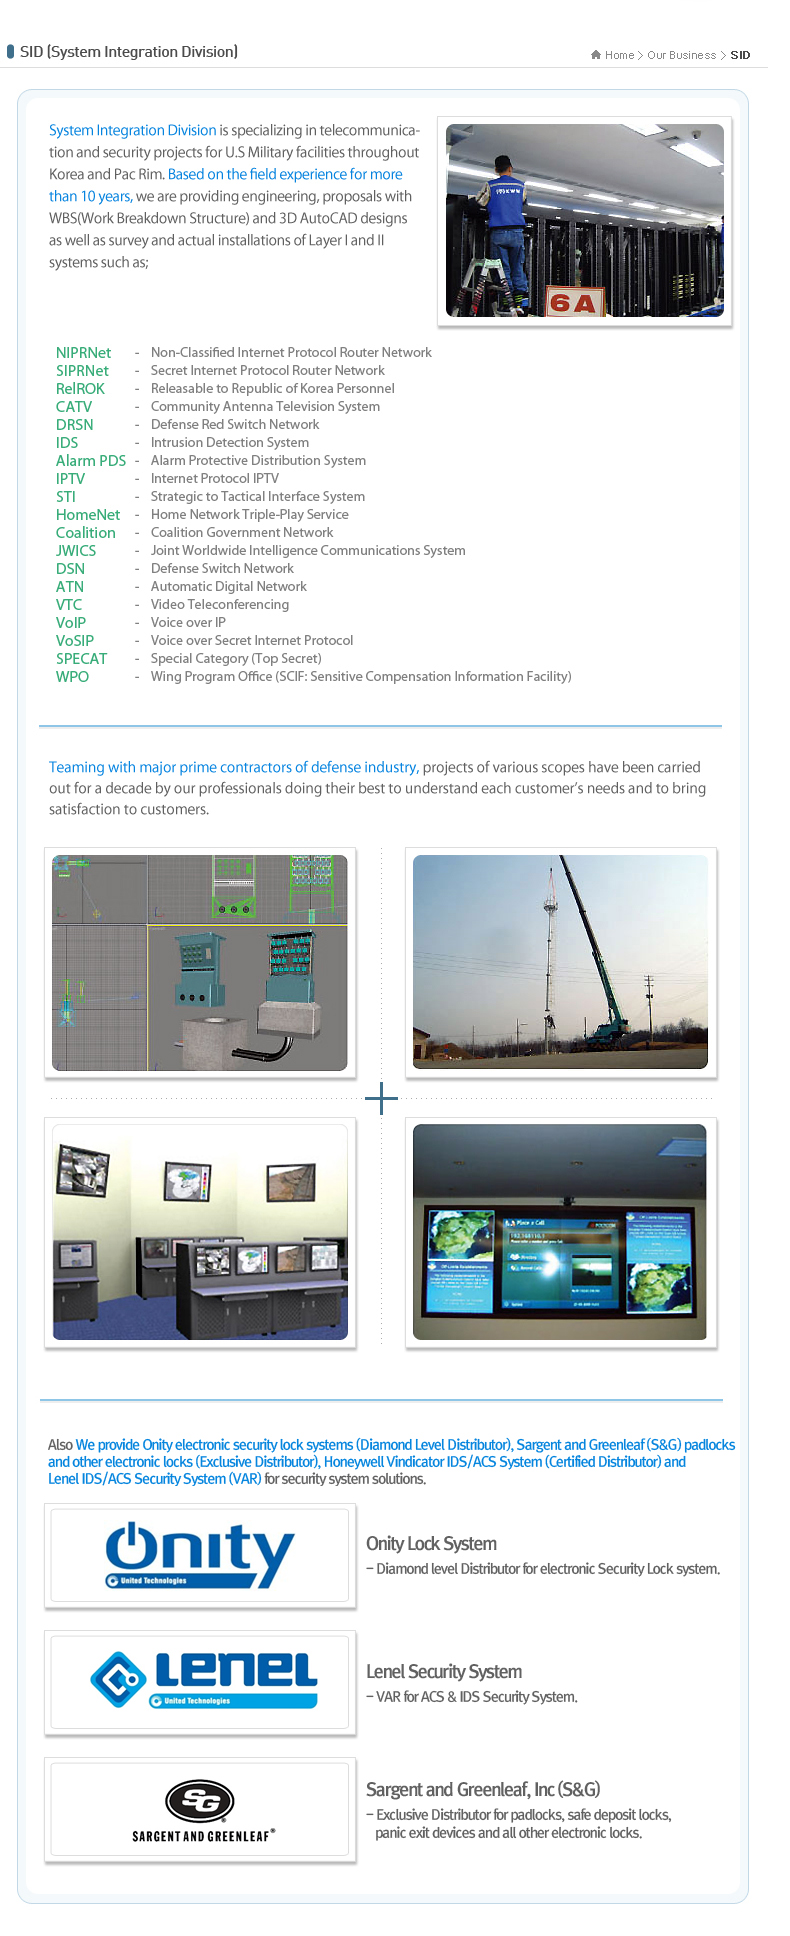 SID (System Integration Division)
Home > Our Business > SID
System Integration Division is specializing in telecommunica-
tion and security projects for U.S Military facilities throughout
Korea and Pac Rim. Based on the field experience for more
than 10 years, we are providing engineering, proposals with
WBS(Work Breakdown Structure) and 3D AutoCAD designs
as well as survey and actual installations of Layer I and II
systems such as;
6A
NIPRNet - Non-Classified Internet Protocol Router Network
SIPRNet - Secret Internet Protocol Router Network
RelROK - Releasable to Republic of Korea Personnel
CATV - Community Antenna Television System
DRSN - Defense Red Switch Network
IDS - Intrusion Detection System
Alarm PDS - Alarm Protective Distribution System
IPTV - Internet Protocol IPTV
STI - Strategic to Tactical Interface System
HomeNet - Home Network Triple-Play Service
Coalition - Coalition Government Network
JWICS - Joint Worldwide Intelligence Communications System
DSN - Defense Switch Network
ATN - Automatic Digital Network
VTC - Video Teleconferencing
VoIP - Voice over IP
VoSIP - Voice over Secret Internet Protocol
SPECAT - Special Category (Top Secret)
WPO - Wing Program Office (SCIF: Sensitive Compensation Information Facility)
Teaming with major prime contractors of defense industry, projects of various scopes have been carried
out for a decade by our professionals doing their best to understand each customer's needs and to bring
satisfaction to customers.
Place a Call
POLYCOM
Also We provide Onity electronic security lock systems (Diamond Level Distributor), Sargent and Greenleaf (S&G) padlocks
and other electronic locks (Exclusive Distributor), Honeywell Vindicator IDS/ACS System (Certified Distributor) and
Lenel IDS/ACS Security System (VAR) for security system solutions.
Onity
United Technologies
Onity Lock System
- Diamond level Distributor for electronic Security Lock system.
LENEL
United Technologies
Lenel Security System
- VAR for ACS & IDS Security System.
SG
SARGENT AND GREENLEAF®
Sargent and Greenleaf, Inc (S&G)
- Exclusive Distributor for padlocks, safe deposit locks,
panic exit devices and all other electronic locks.